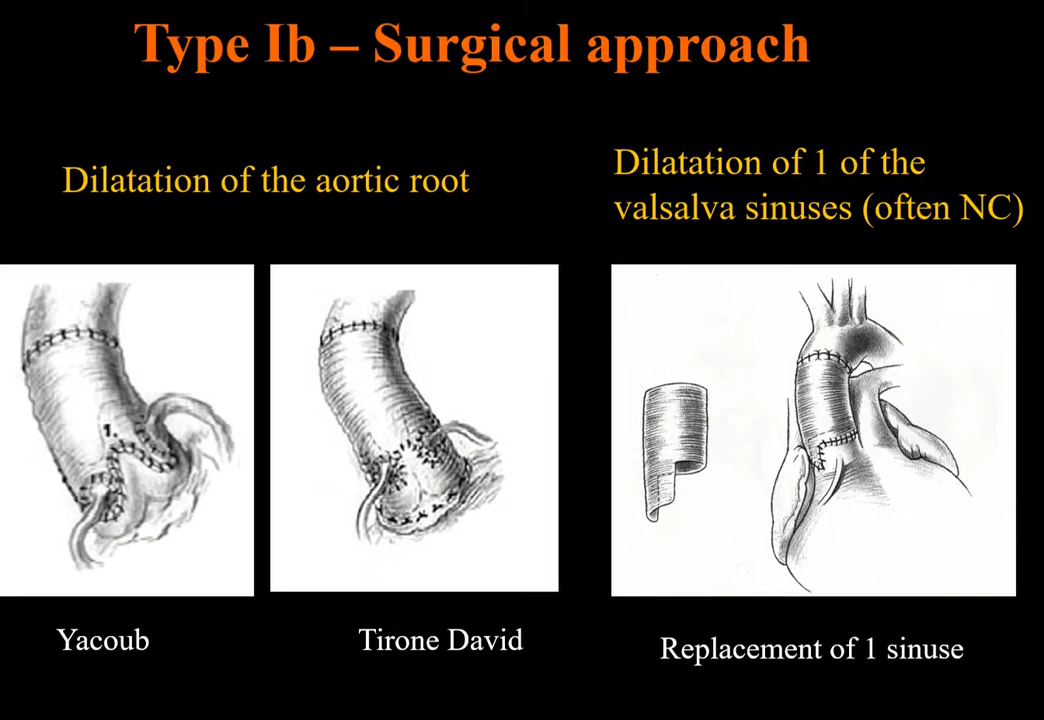 Type Ib – Surgical approach
Dilatation of the aortic root
Dilatation of 1 of the
valsalva sinuses (often NC)
1.
Yacoub
Tirone David
Replacement of 1 sinuse